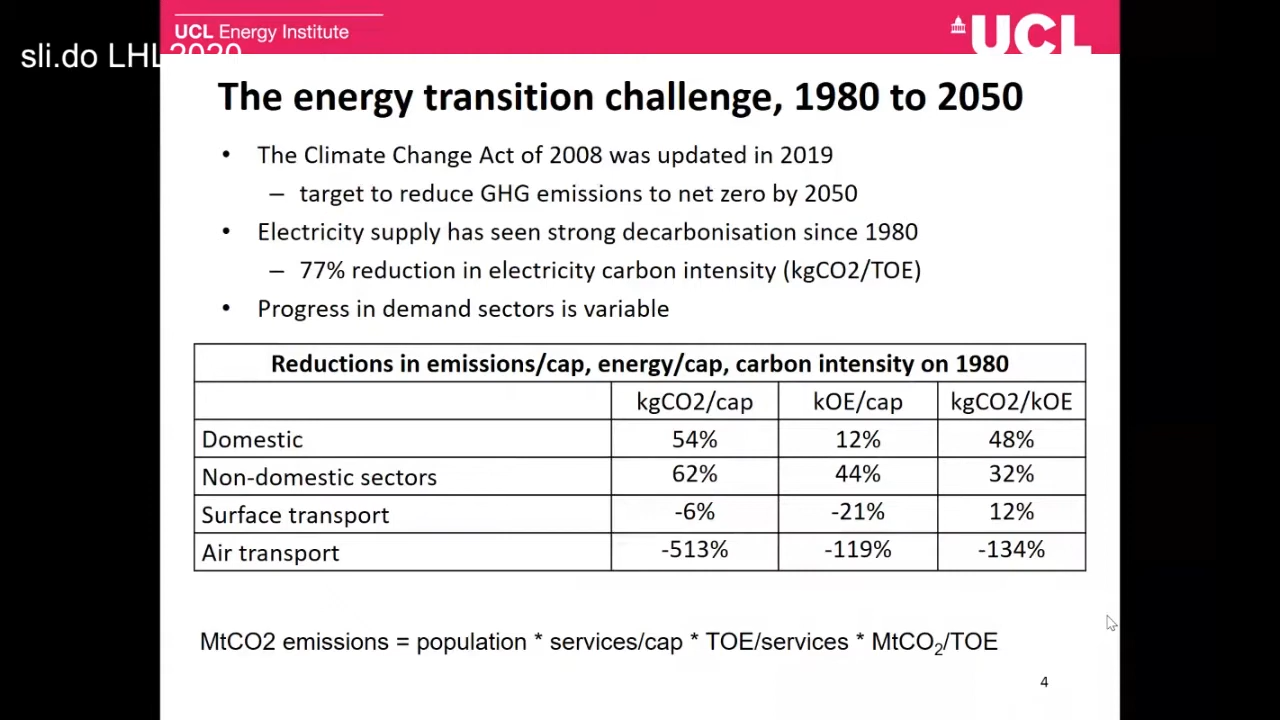 UCL Energy Institute
UCL
sli.do LHL 2020
The energy transition challenge, 1980 to 2050
• The Climate Change Act of 2008 was updated in 2019
– target to reduce GHG emissions to net zero by 2050
• Electricity supply has seen strong decarbonisation since 1980
– 77% reduction in electricity carbon intensity (kgCO2/TOE)
• Progress in demand sectors is variable
Reductions in emissions/cap, energy/cap, carbon intensity on 1980
kgCO2/cap kOE/cap kgCO2/kOE
Domestic 54% 12% 48%
Non-domestic sectors 62% 44% 32%
Surface transport -6% -21% 12%
Air transport -513% -119% -134%
MtCO2 emissions = population * services/cap * TOE/services * MtCO₂/TOE
4